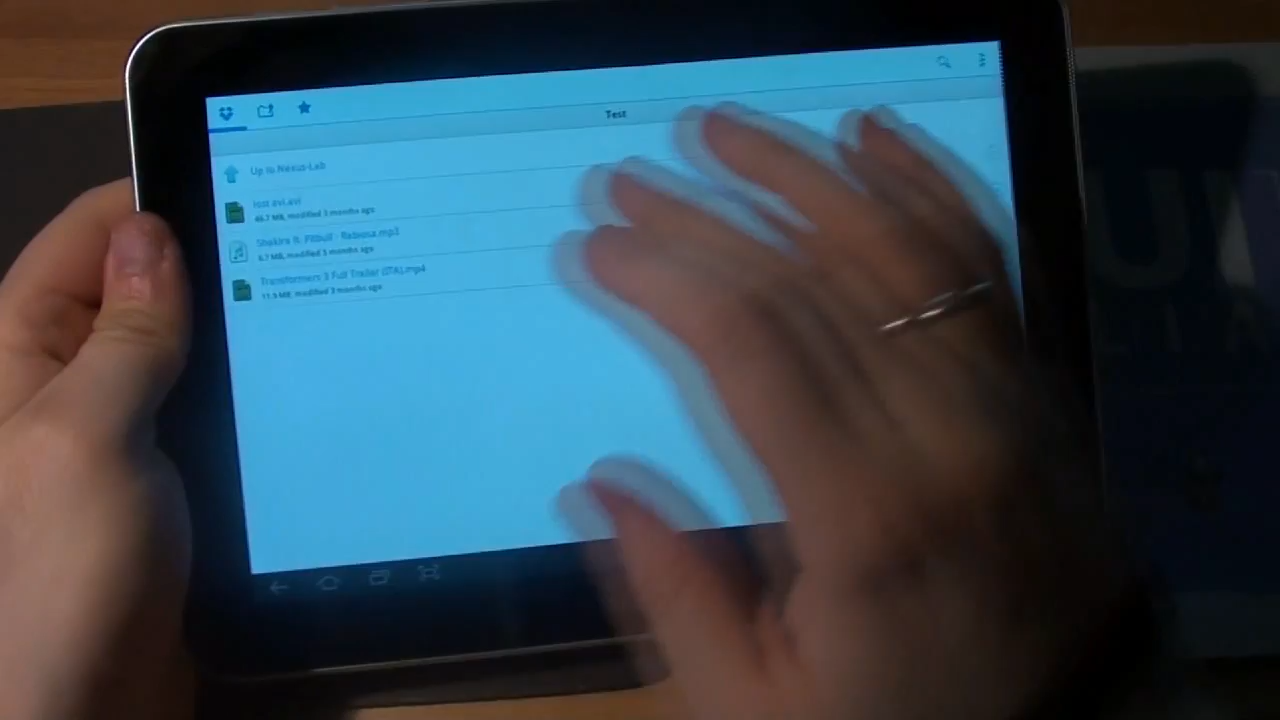 Test
Up to Nexus-Lab
test avi.avi
46.7 MB, modified 3 months ago
Shakira ft. Pitbull - Rabiosa.mp3
6.7 MB, modified 3 months ago
Transformers 3 Full Trailer (ITA).mp4
11.9 MB, modified 3 months ago